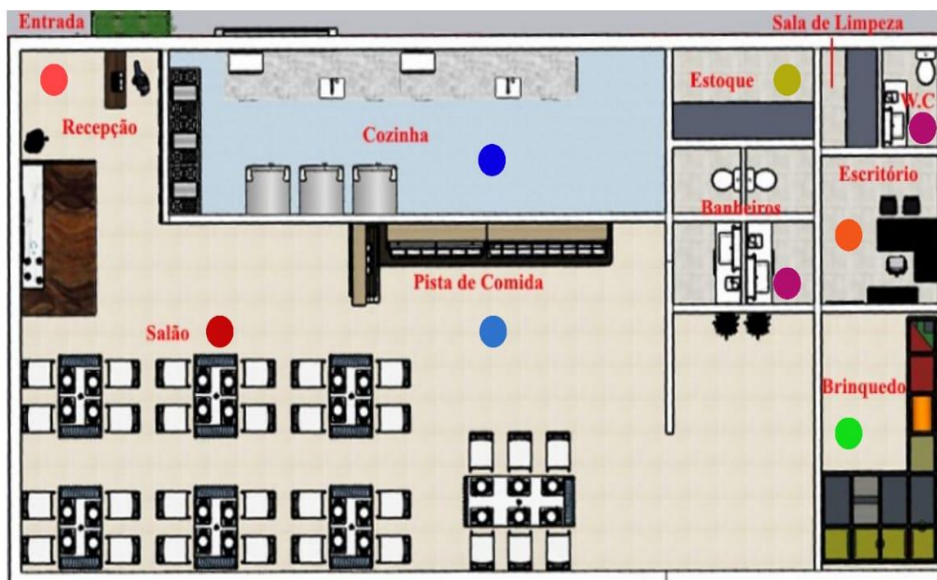 Entrada
Sala de Limpeza
Estoque
W.C
Recepção
Cozinha
Escritório
Banheiros
Pista de Comida
Salão
Brinquedo